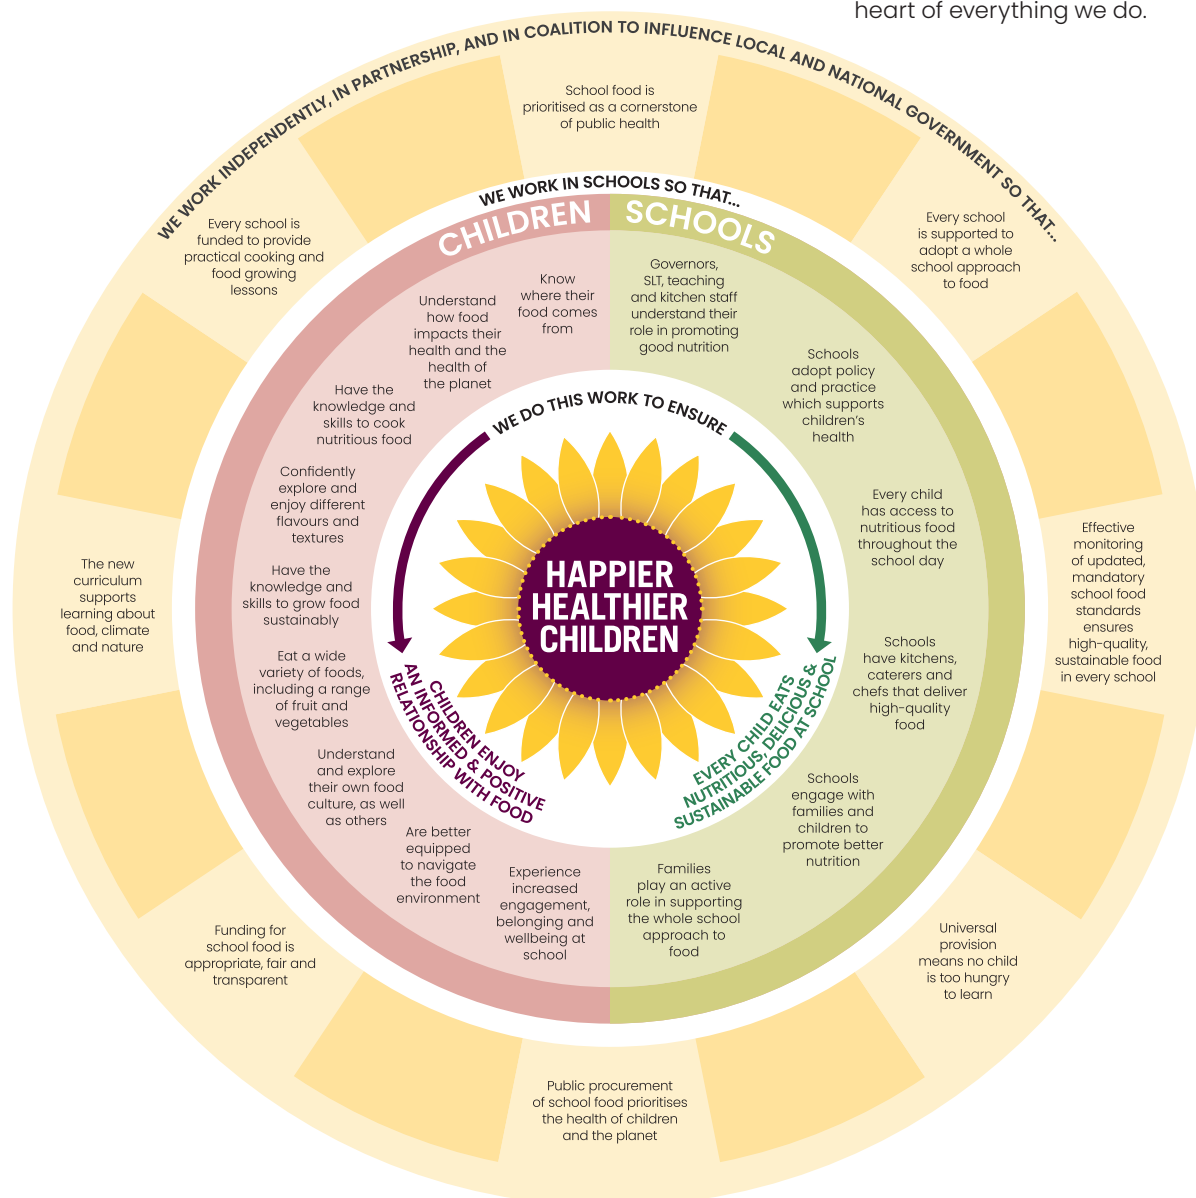 heart of everything we do.
WE WORK INDEPENDENTLY, IN PARTNERSHIP, AND IN COALITION TO INFLUENCE LOCAL AND NATIONAL GOVERNMENT SO THAT...
School food is
prioritised as a cornerstone
of public health
Every school
is supported to
adopt a whole
school approach
to food
Effective
monitoring
of updated,
mandatory
school food
standards
ensures
high-quality,
sustainable food
in every school
Universal
provision
means no child
is too hungry
to learn
Public procurement
of school food prioritises
the health of children
and the planet
Funding for
school food is
appropriate, fair and
transparent
The new
curriculum
supports
learning about
food, climate
and nature
Every school is
funded to provide
practical cooking and
food growing
lessons
WE WORK IN SCHOOLS SO THAT...
CHILDREN
Know
where their
food comes
from
Understand
how food
impacts their
health and the
health of
the planet
Have the
knowledge and
skills to cook
nutritious food
Confidently
explore and
enjoy different
flavours and
textures
Have the
knowledge and
skills to grow food
sustainably
Eat a wide
variety of foods,
including a range
of fruit and
vegetables
Understand
and explore
their own food
culture, as well
as others
Are better
equipped
to navigate
the food
environment
Experience
increased
engagement,
belonging and
wellbeing at
school
SCHOOLS
Governors,
SLT, teaching
and kitchen staff
understand their
role in promoting
good nutrition
Schools
adopt policy
and practice
which supports
children's
health
Every child
has access to
nutritious food
throughout the
school day
Schools
have kitchens,
caterers and
chefs that deliver
high-quality
food
Schools
engage with
families and
children to
promote better
nutrition
Families
play an active
role in supporting
the whole school
approach to
food
WE DO THIS WORK TO ENSURE
CHILDREN ENJOY
AN INFORMED & POSITIVE
RELATIONSHIP WITH FOOD
EVERY CHILD EATS
NUTRITIOUS, DELICIOUS &
SUSTAINABLE FOOD AT SCHOOL
HAPPIER
HEALTHIER
CHILDREN